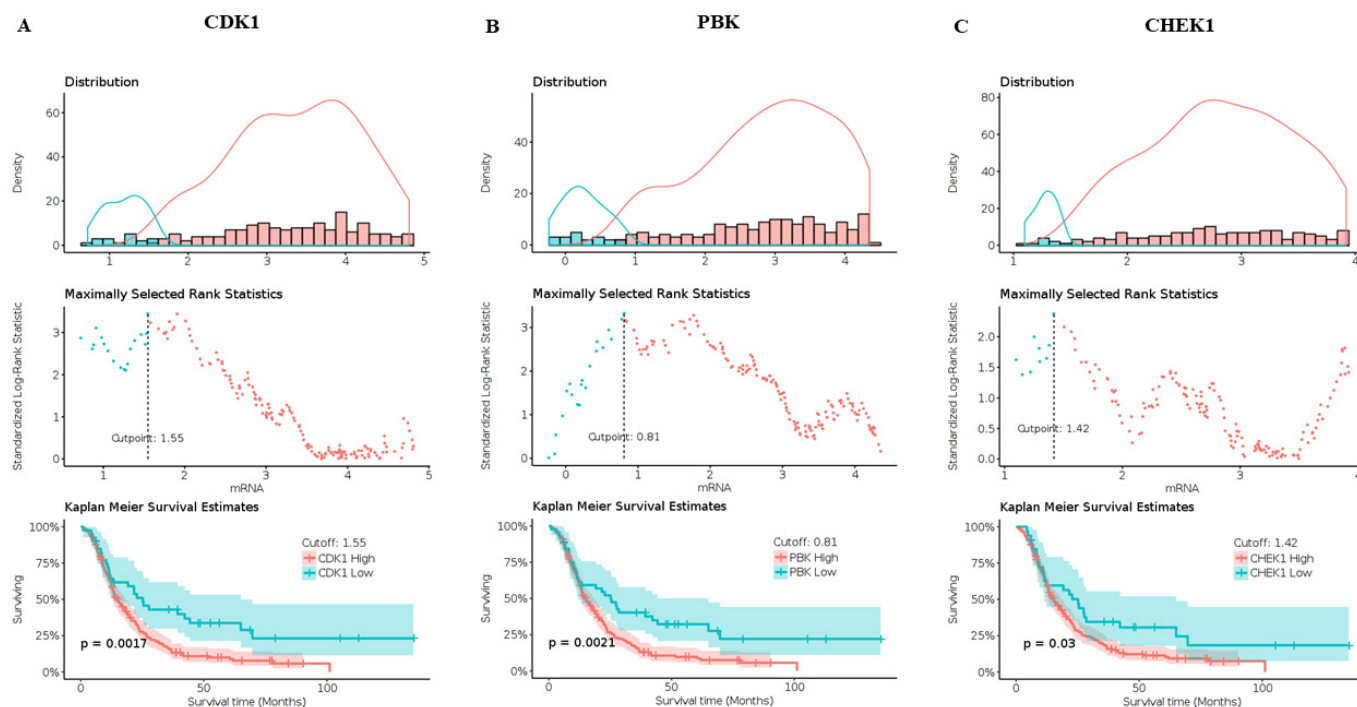 A
CDK1
Distribution
Density
60
40
20
0
1
2
3
4
5
Maximally Selected Rank Statistics
Standardized Log-Rank Statistic
3
2
1
0
Cutpoint: 1.55
1
2
3
4
5
mRNA
Kaplan Meier Survival Estimates
Surviving
100%
75%
50%
25%
0%
Cutoff: 1.55
CDK1 High
CDK1 Low
p = 0.0017
0
50
100
Survival time (Months)
B
PBK
Distribution
Density
40
20
0
0
1
2
3
4
Maximally Selected Rank Statistics
Standardized Log-Rank Statistic
3
2
1
0
Cutpoint: 0.81
0
1
2
3
4
mRNA
Kaplan Meier Survival Estimates
Surviving
100%
75%
50%
25%
0%
Cutoff: 0.81
PBK High
PBK Low
p = 0.0021
0
50
100
Survival time (Months)
C
CHEK1
Distribution
Density
80
60
40
20
0
1
2
3
4
Maximally Selected Rank Statistics
Standardized Log-Rank Statistic
2.0
1.5
1.0
0.5
0.0
Cutpoint: 1.42
1
2
3
4
mRNA
Kaplan Meier Survival Estimates
Surviving
100%
75%
50%
25%
0%
Cutoff: 1.42
CHEK1 High
CHEK1 Low
p = 0.03
0
50
100
Survival time (Months)